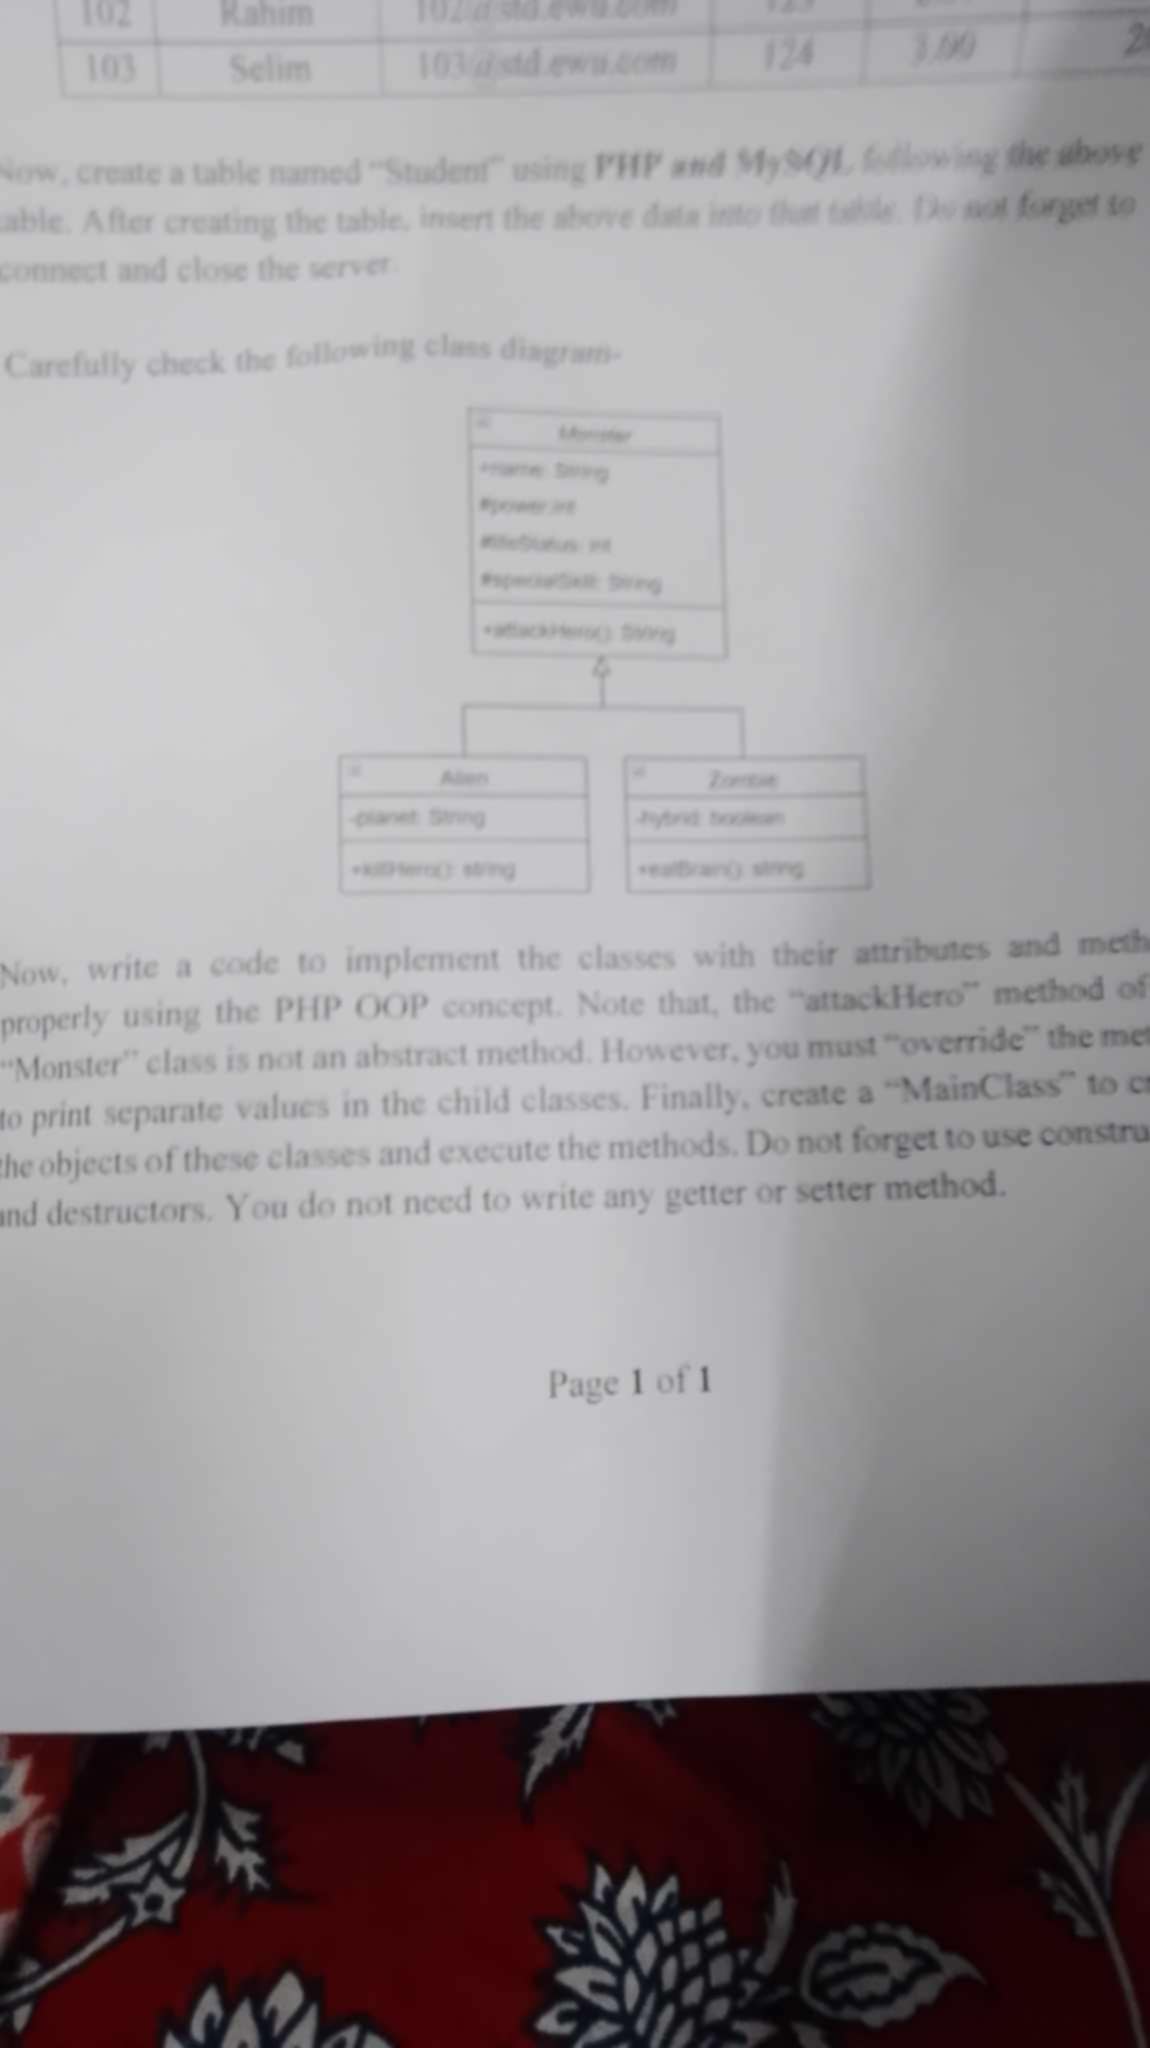 102 Rahim 102@std.ewu.com 123
103 Selim 103@std.ewu.com 124 3.00
Now, create a table named “Student” using PHP and MySQL following the above
table. After creating the table, insert the above data into that table. Do not forget to
connect and close the server.
Carefully check the following class diagram-
Monster
+name: String
#power:int
#lifeStatus: int
#specialSkill: String
+attackHero(): String
Alien
-planet: String
+killHero(): string
Zombie
-hybrid: boolean
+eatBrain(): string
Now, write a code to implement the classes with their attributes and meth
properly using the PHP OOP concept. Note that, the “attackHero” method of
“Monster” class is not an abstract method. However, you must “override” the met
to print separate values in the child classes. Finally, create a “MainClass” to cr
the objects of these classes and execute the methods. Do not forget to use constru
and destructors. You do not need to write any getter or setter method.
Page 1 of 1